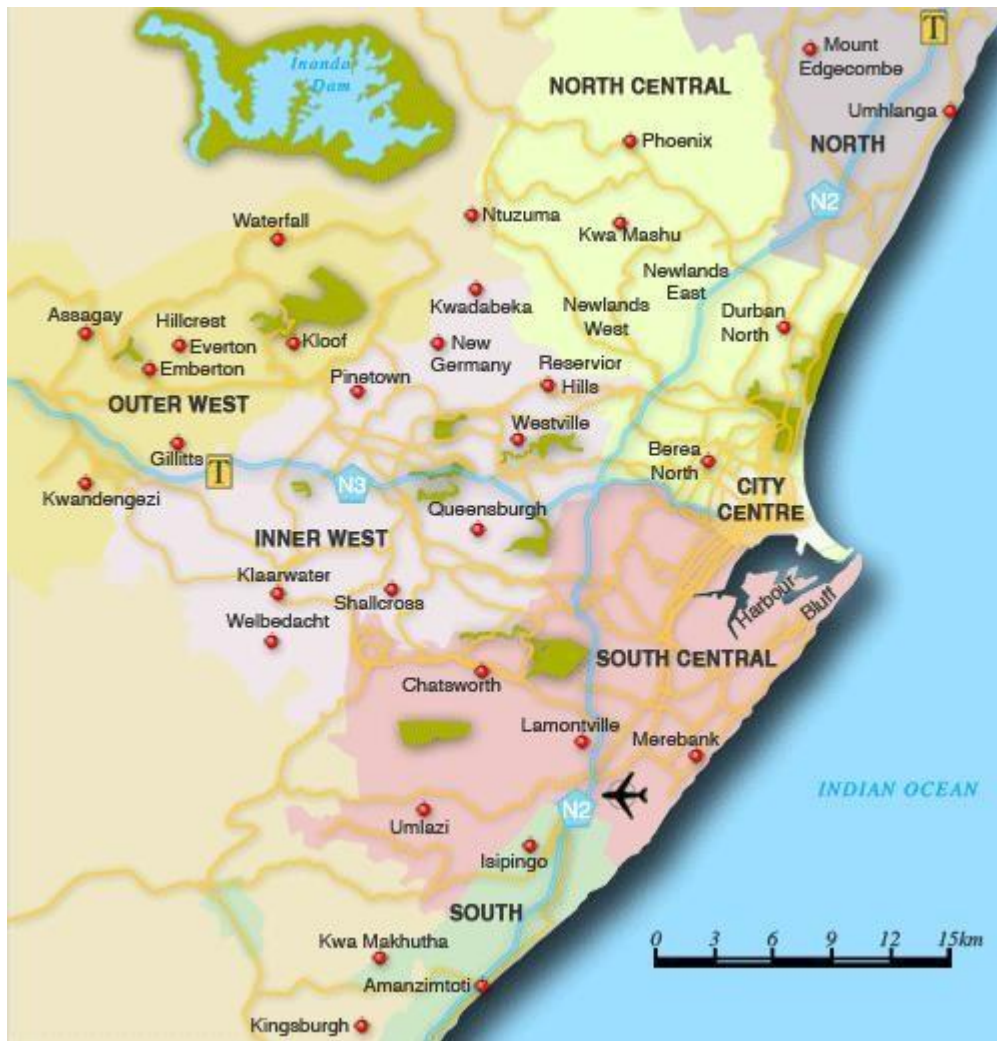 T
Mount
Edgecombe
Inanda
Dam
NORTH CENTRAL
Umhlanga
Phoenix
NORTH
N2
Waterfall
Ntuzuma
Kwa Mashu
Newlands
East
Kwadabeka
Newlands
West
Durban
North
Assagay
Hillcrest
Everton
Emberton
Kloof
New
Germany
Reservior
Hills
Pinetown
OUTER WEST
Westville
Gillitts
T
Berea
North
Kwandengezi
N3
CITY
CENTRE
Queensburgh
INNER WEST
Klaarwater
Shallcross
Harbour
Bluff
Welbedacht
SOUTH CENTRAL
Chatsworth
Lamontville
Merebank
INDIAN OCEAN
N2
Umlazi
Isipingo
SOUTH
Kwa Makhutha
0 3 6 9 12 15km
Amanzimtoti
Kingsburgh